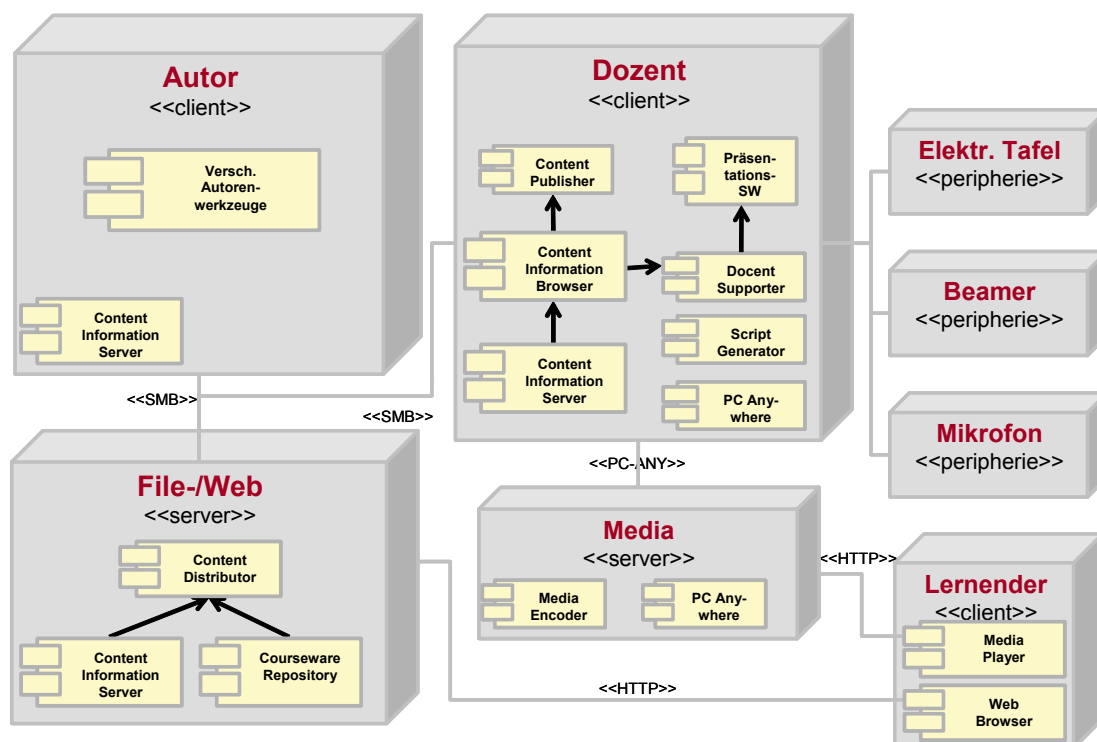 Autor
<<client>>
Versch.
Autoren-
werkzeuge
Content
Information
Server
Dozent
<<client>>
Content
Publisher
Präsen-
tations-
SW
Content
Information
Browser
Docent
Supporter
Script
Generator
Content
Information
Server
PC Any-
where
Elektr. Tafel
<<peripherie>>
Beamer
<<peripherie>>
Mikrofon
<<peripherie>>
<<SMB>>
<<SMB>>
<<PC-ANY>>
File-/Web
<<server>>
Content
Distributor
Content
Information
Server
Courseware
Repository
Media
<<server>>
Media
Encoder
PC Any-
where
<<HTTP>>
<<HTTP>>
Lernender
<<client>>
Media
Player
Web
Browser